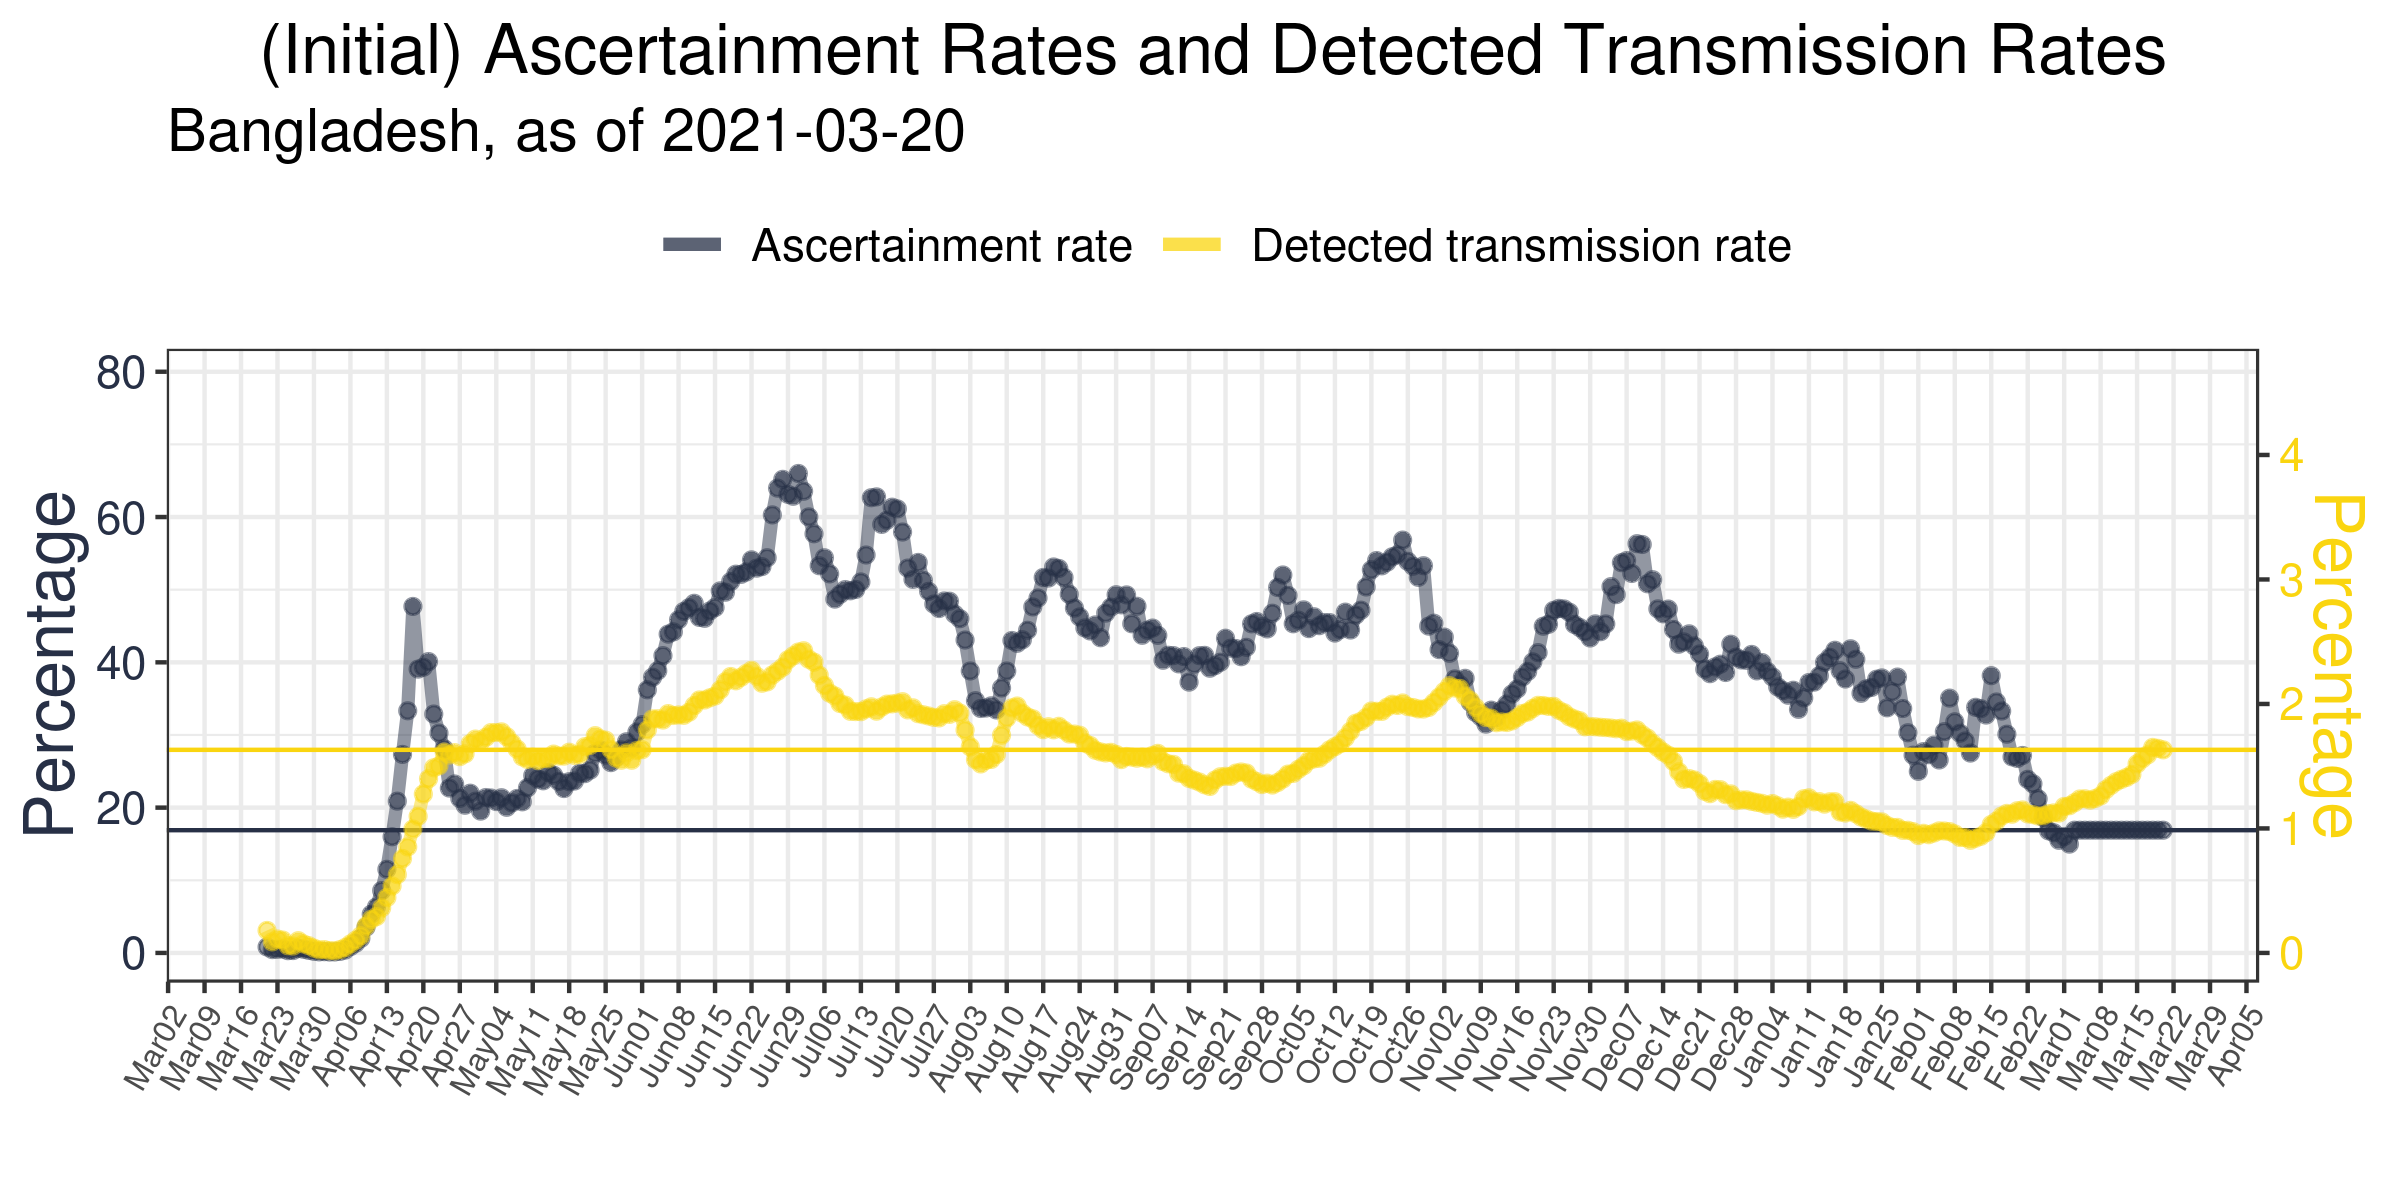 (Initial) Ascertainment Rates and Detected Transmission Rates
Bangladesh, as of 2021-03-20
Ascertainment rate Detected transmission rate
Percentage
80
60
40
20
0
4
3
2
1
0
Percentage
Mar02 Mar09 Mar16 Mar23 Mar30 Apr06 Apr13 Apr20 Apr27 May04 May11 May18 May25 Jun01 Jun08 Jun15 Jun22 Jun29 Jul06 Jul13 Jul20 Jul27 Aug03 Aug10 Aug17 Aug24 Aug31 Sep07 Sep14 Sep21 Sep28 Oct05 Oct12 Oct19 Oct26 Nov02 Nov09 Nov16 Nov23 Nov30 Dec07 Dec14 Dec21 Dec28 Jan04 Jan11 Jan18 Jan25 Feb01 Feb08 Feb15 Feb22 Mar01 Mar08 Mar15 Mar22 Mar29 Apr05